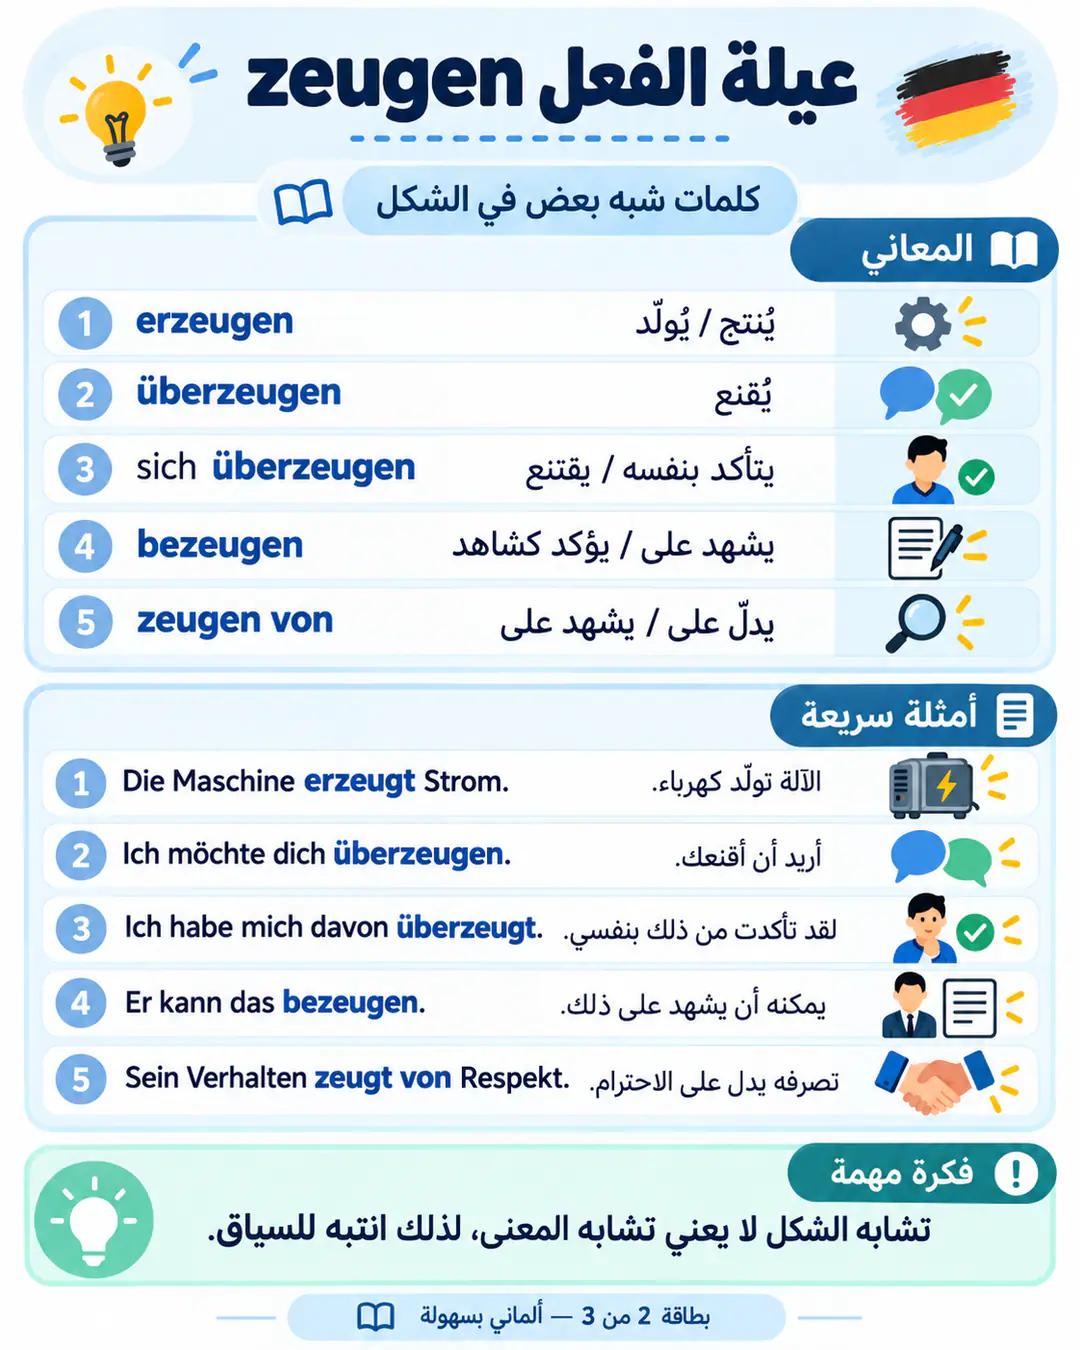 عيلة الفعل zeugen
كلمات شبه بعض في الشكل
المعاني
1 erzeugen يُنتج / يُولّد
2 überzeugen يُقنع
3 sich überzeugen يتأكد بنفسه / يقتنع
4 bezeugen يشهد على / يؤكد كشاهد
5 zeugen von يدلّ على / يشهد على
أمثلة سريعة
1 Die Maschine erzeugt Strom. الآلة تولّد كهرباء.
2 Ich möchte dich überzeugen. أريد أن أقنعك.
3 Ich habe mich davon überzeugt. لقد تأكدت من ذلك بنفسي.
4 Er kann das bezeugen. يمكنه أن يشهد على ذلك.
5 Sein Verhalten zeugt von Respekt. تصرفه يدل على الاحترام.
فكرة مهمة
تشابه الشكل لا يعني تشابه المعنى، لذلك انتبه للسياق.
بطاقة 2 من 3 — ألماني بسهولة